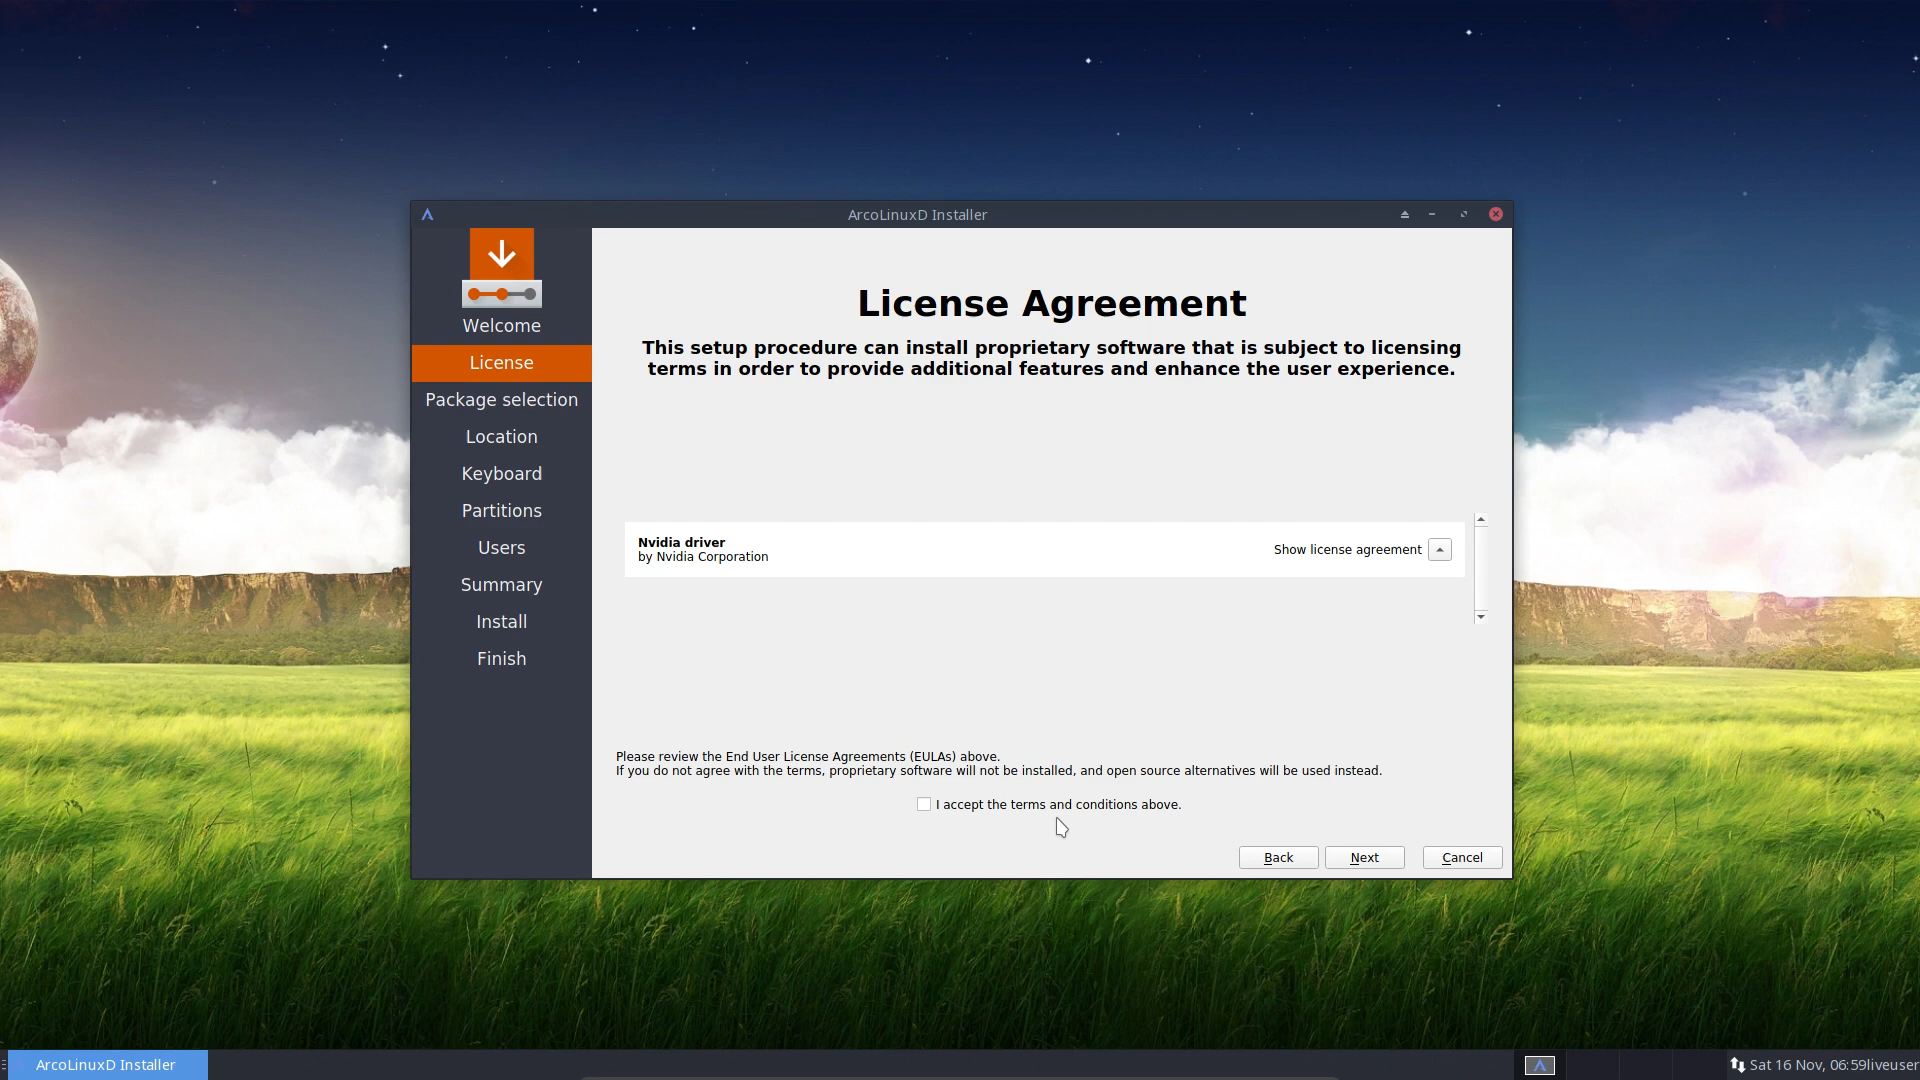 ArcoLinuxD Installer
Welcome
License
Package selection
Location
Keyboard
Partitions
Users
Summary
Install
Finish
License Agreement
This setup procedure can install proprietary software that is subject to licensing
terms in order to provide additional features and enhance the user experience.
Nvidia driver
by Nvidia Corporation
Show license agreement
Please review the End User License Agreements (EULAs) above.
If you do not agree with the terms, proprietary software will not be installed, and open source alternatives will be used instead.
I accept the terms and conditions above.
Back
Next
Cancel
ArcoLinuxD Installer
Sat 16 Nov, 06:59liveuser